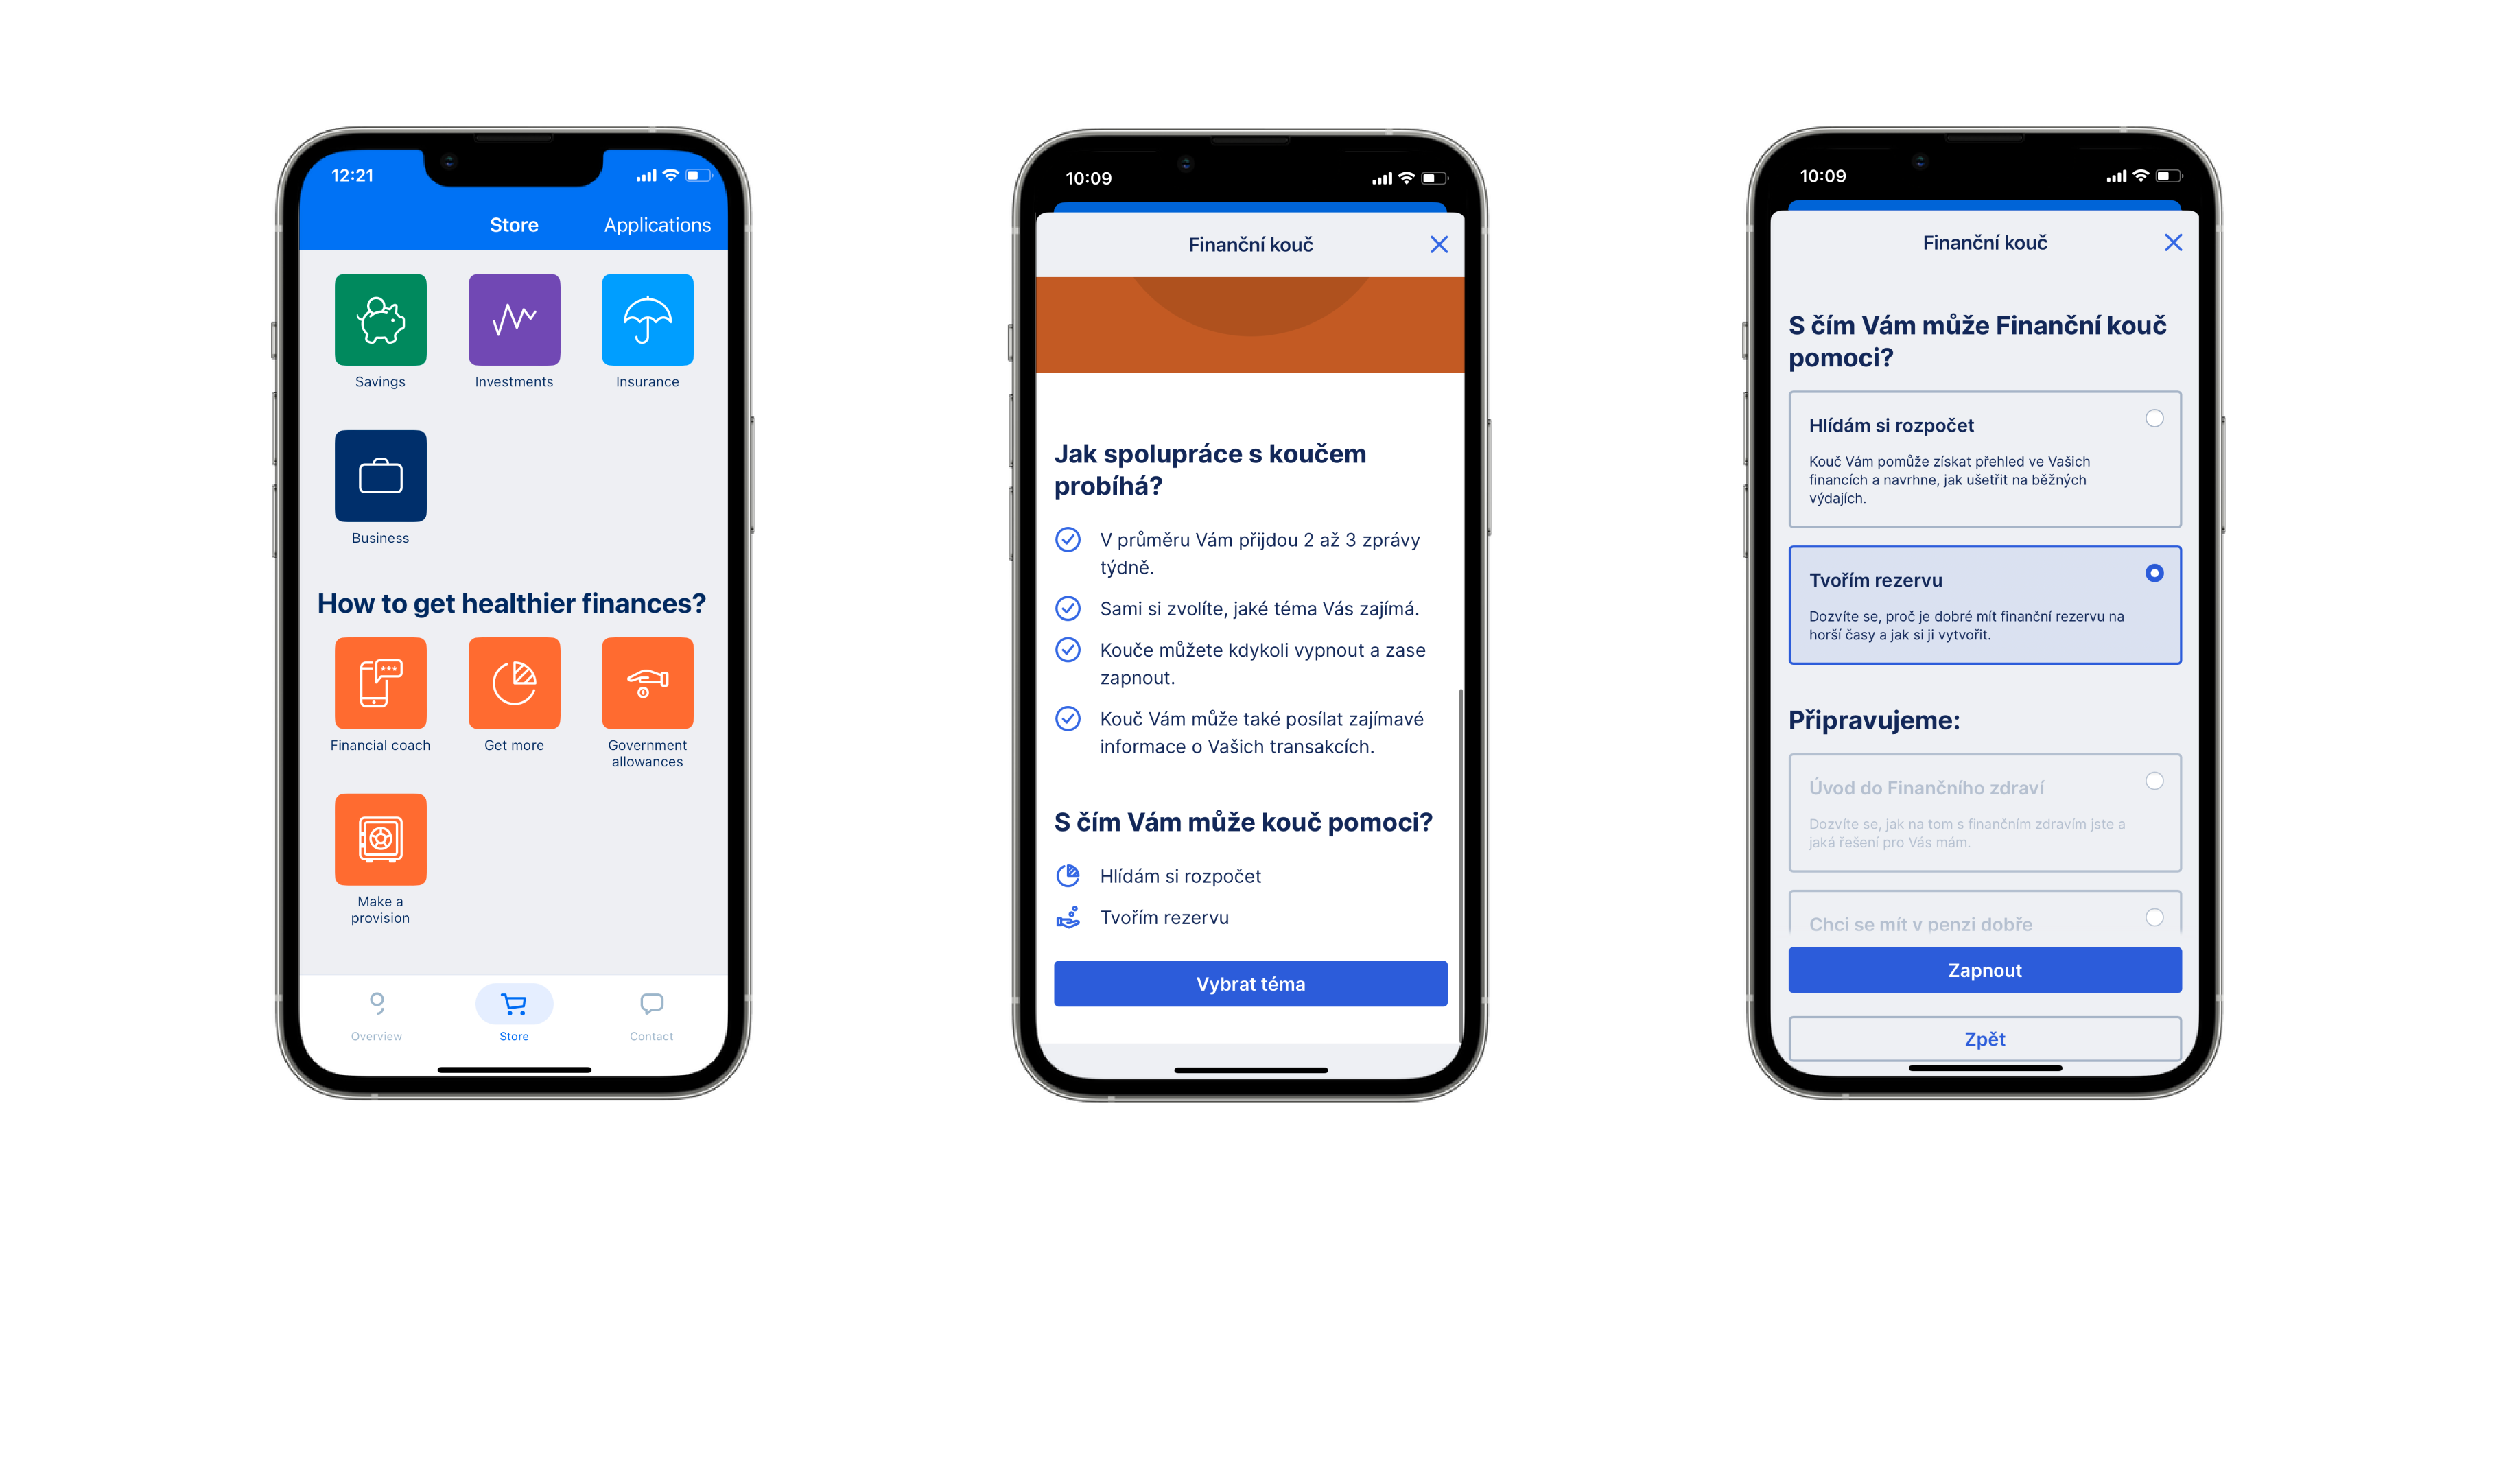 12:21
Store
Applications
Savings
Investments
Insurance
Business
How to get healthier finances?
Financial coach
Get more
Government
allowances
Make a
provision
Overview
Store
Contact
10:09
Finanční kouč
Jak spolupráce s koučem
probíhá?
V průměru Vám přijdou 2 až 3 zprávy
týdně.
Sami si zvolíte, jaké téma Vás zajímá.
Kouče můžete kdykoli vypnout a zase
zapnout.
Kouč Vám může také posílat zajímavé
informace o Vašich transakcích.
S čím Vám může kouč pomoci?
Hlídám si rozpočet
Tvořím rezervu
Vybrat téma
10:09
Finanční kouč
S čím Vám může Finanční kouč
pomoci?
Hlídám si rozpočet
Kouč Vám pomůže získat přehled ve Vašich
financích a navrhne, jak ušetřit na běžných
výdajích.
Tvořím rezervu
Dozvíte se, proč je dobré mít finanční rezervu na
horší časy a jak si ji vytvořit.
Připravujeme:
Úvod do Finančního zdraví
Dozvíte se, jak na tom s finančním zdravím jste a
jaká řešení pro Vás mám.
Chci se mít v penzi dobře
Zapnout
Zpět